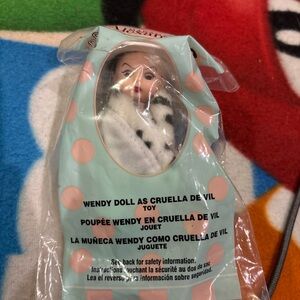 WENDY DOLL AS CRUELLA DE VIL
TOY
POUPÉE WENDY EN CRUELLA DE VIL
JOUET
LA MUÑECA WENDY COMO CRUELLA DE VIL
JUGUETE
See back for safety information.
Instructions touchant la sécurité au dos du sac.
Lea el reverso para información sobre seguridad.